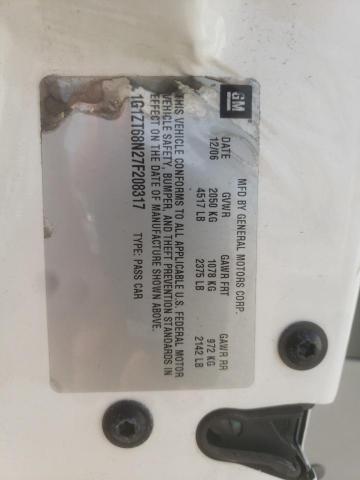 GM
MFD BY GENERAL MOTORS CORP.
DATE GVWR GAWR FRT GAWR RR
12/06 2050 KG 1078 KG 972 KG
4517 LB 2375 LB 2142 LB
THIS VEHICLE CONFORMS TO ALL APPLICABLE U.S. FEDERAL MOTOR
VEHICLE SAFETY, BUMPER, AND THEFT PREVENTION STANDARDS IN
EFFECT ON THE DATE OF MANUFACTURE SHOWN ABOVE.
1G1ZT68N27F208317 TYPE: PASS CAR